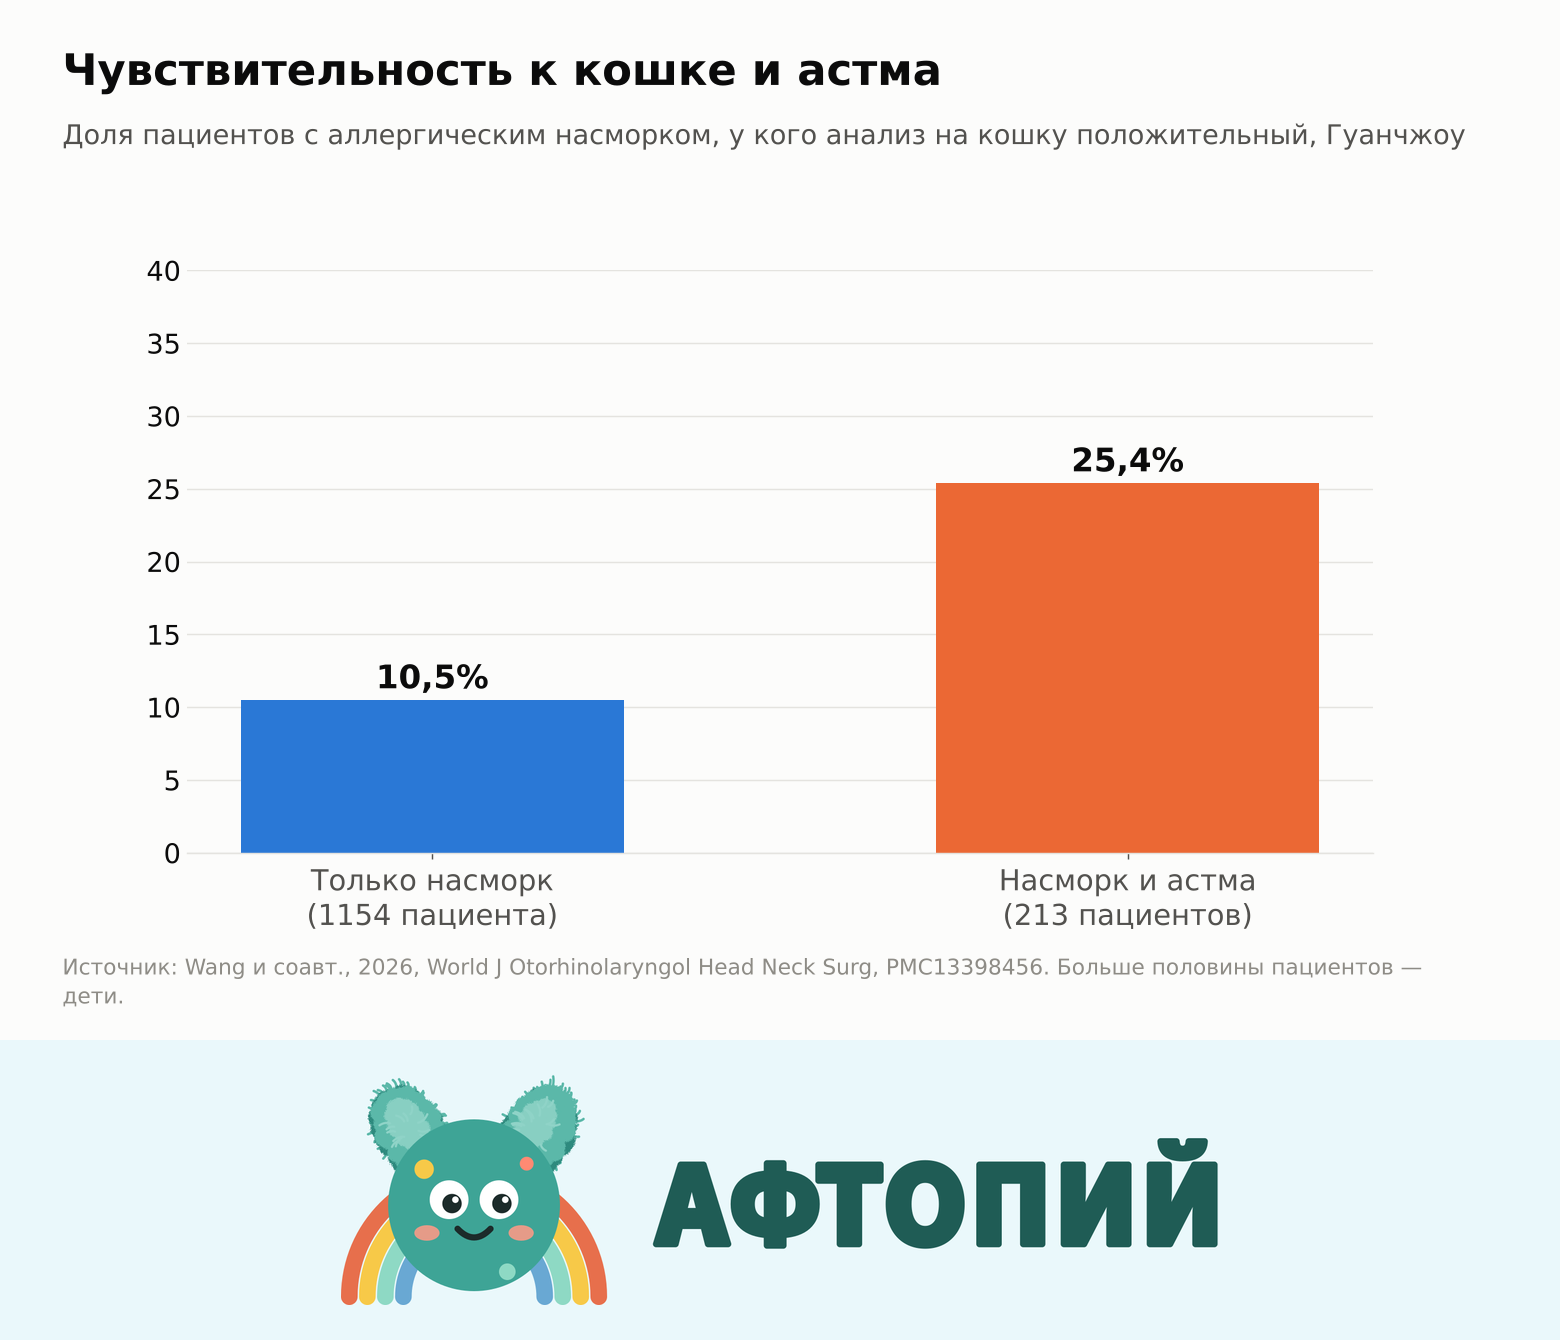 Чувствительность к кошке и астма
Доля пациентов с аллергическим насморком, у кого анализ на кошку положительный, Гуанчжоу
40
35
30
25
20
15
10
5
0
10,5%
25,4%
Только насморк
(1154 пациента)
Насморк и астма
(213 пациентов)
Источник: Wang и соавт., 2026, World J Otorhinolaryngol Head Neck Surg, PMC13398456. Больше половины пациентов —
дети.
АФТОПИЙ